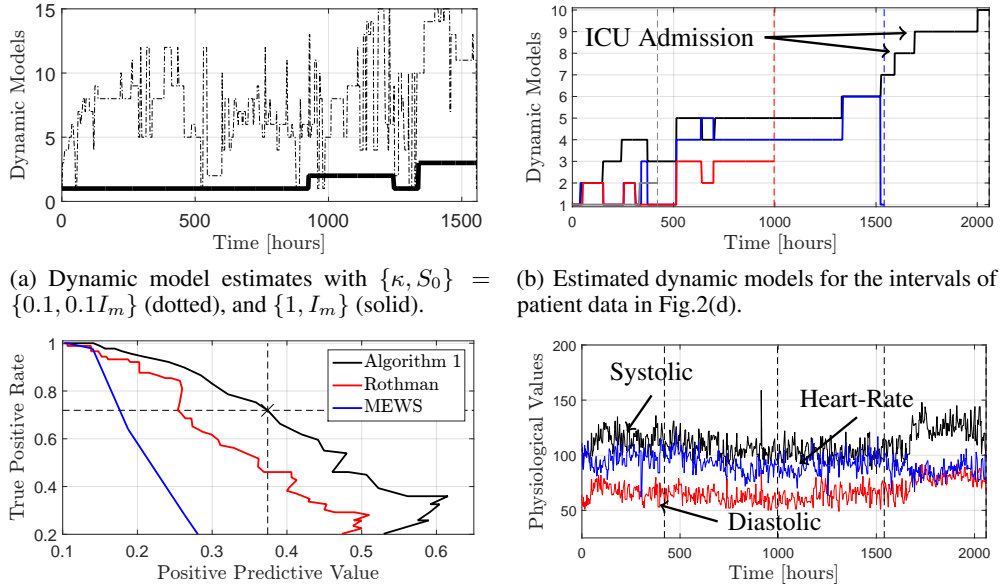 15
10
5
0
0
500
1000
1500
Dynamic Models
Time [hours]
10
9
8
7
6
5
4
3
2
1
0
500
1000
1500
2000
Dynamic Models
Time [hours]
ICU Admission
(a) Dynamic model estimates with {κ, S₀} =
{0.1, 0.1Iₘ} (dotted), and {1, Iₘ} (solid).
(b) Estimated dynamic models for the intervals of
patient data in Fig.2(d).
1
0.8
0.6
0.4
0.2
0.1
0.2
0.3
0.4
0.5
0.6
True Positive Rate
Positive Predictive Value
Algorithm 1
Rothman
MEWS
200
150
100
50
0
500
1000
1500
2000
Physiological Values
Time [hours]
Systolic
Heart-Rate
Diastolic